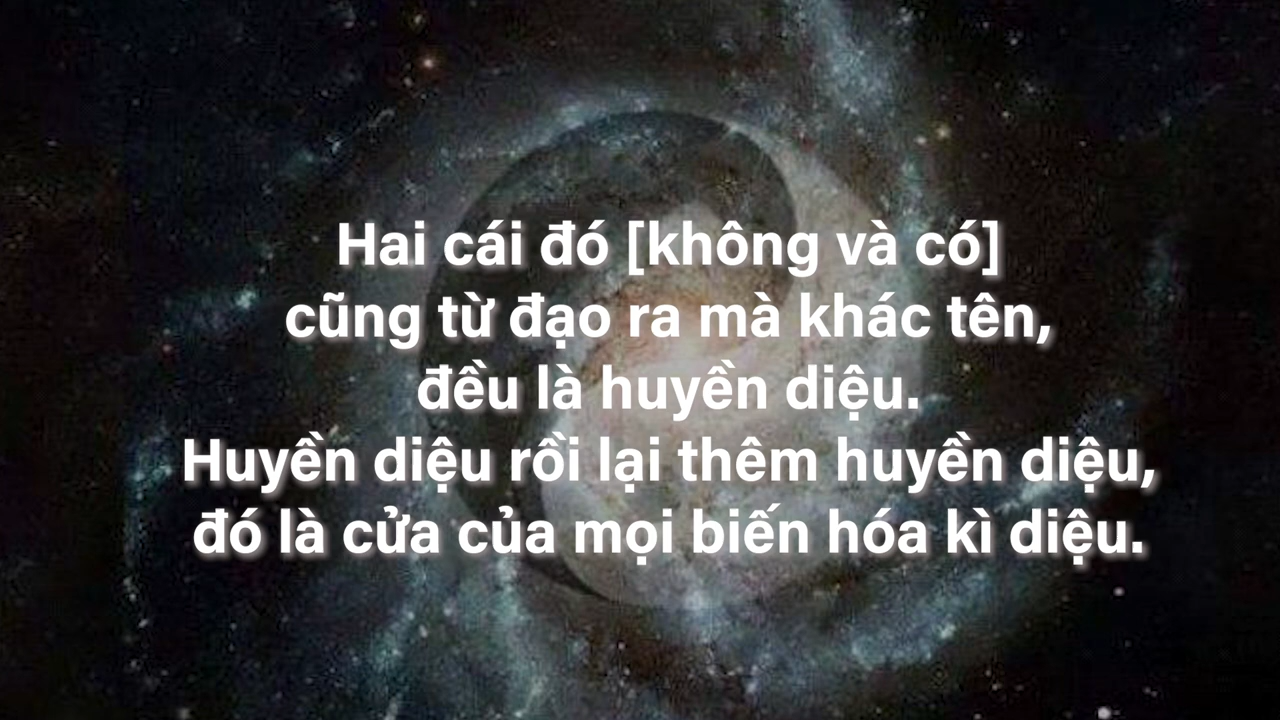 Hai cái đó [không và có]
cũng từ đạo ra mà khác tên,
đều là huyền diệu.
Huyền diệu rồi lại thêm huyền diệu,
đó là cửa của mọi biến hóa kì diệu.